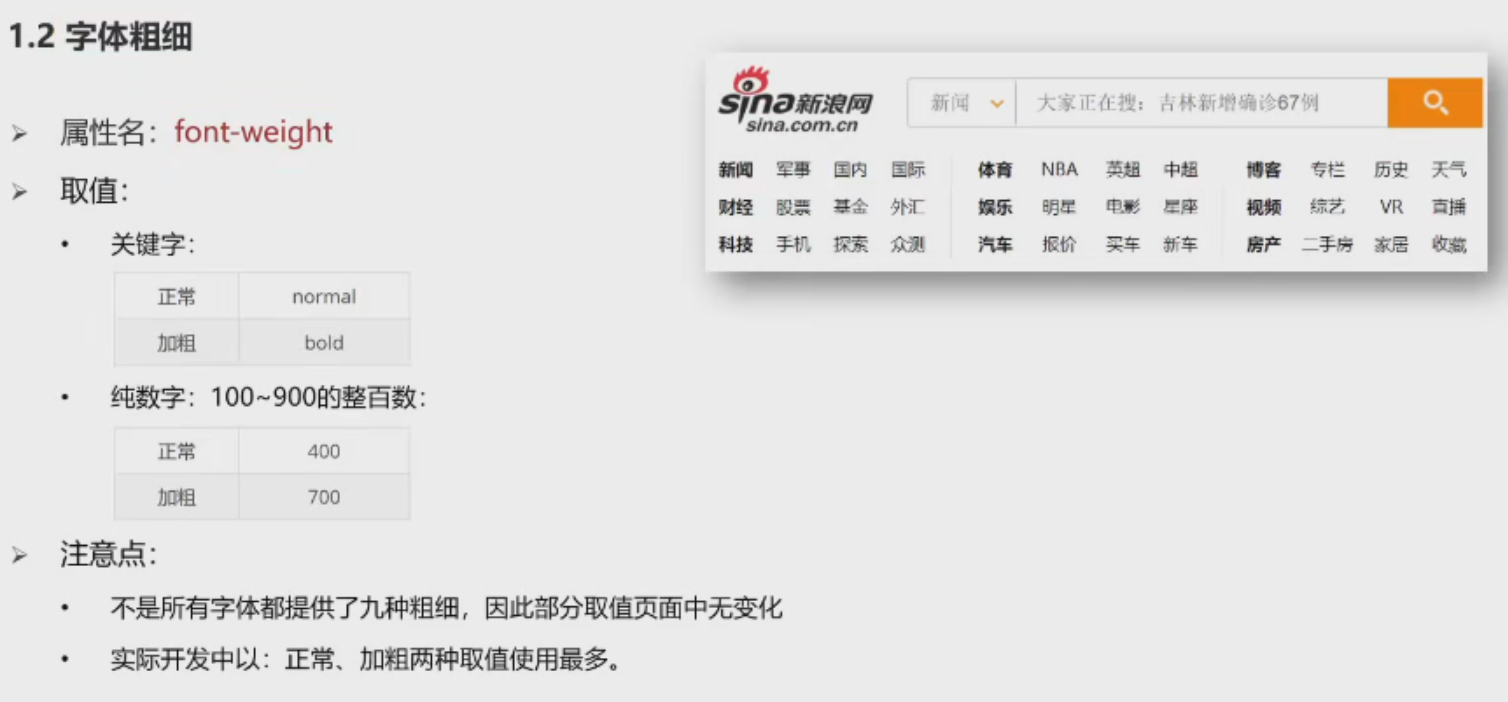 1.2 字体粗细
➢ 属性名：font-weight
➢ 取值：
• 关键字：
正常 normal
加粗 bold
• 纯数字：100~900的整百数：
正常 400
加粗 700
➢ 注意点：
• 不是所有字体都提供了九种粗细，因此部分取值页面中无变化
• 实际开发中以：正常、加粗两种取值使用最多。
sina新浪网
sina.com.cn
新闻 大家正在搜：吉林新增确诊67例
新闻 军事 国内 国际 体育 NBA 英超 中超 博客 专栏 历史 天气
财经 股票 基金 外汇 娱乐 明星 电影 星座 视频 综艺 VR 直播
科技 手机 探索 众测 汽车 报价 买车 新车 房产 二手房 家居 收藏